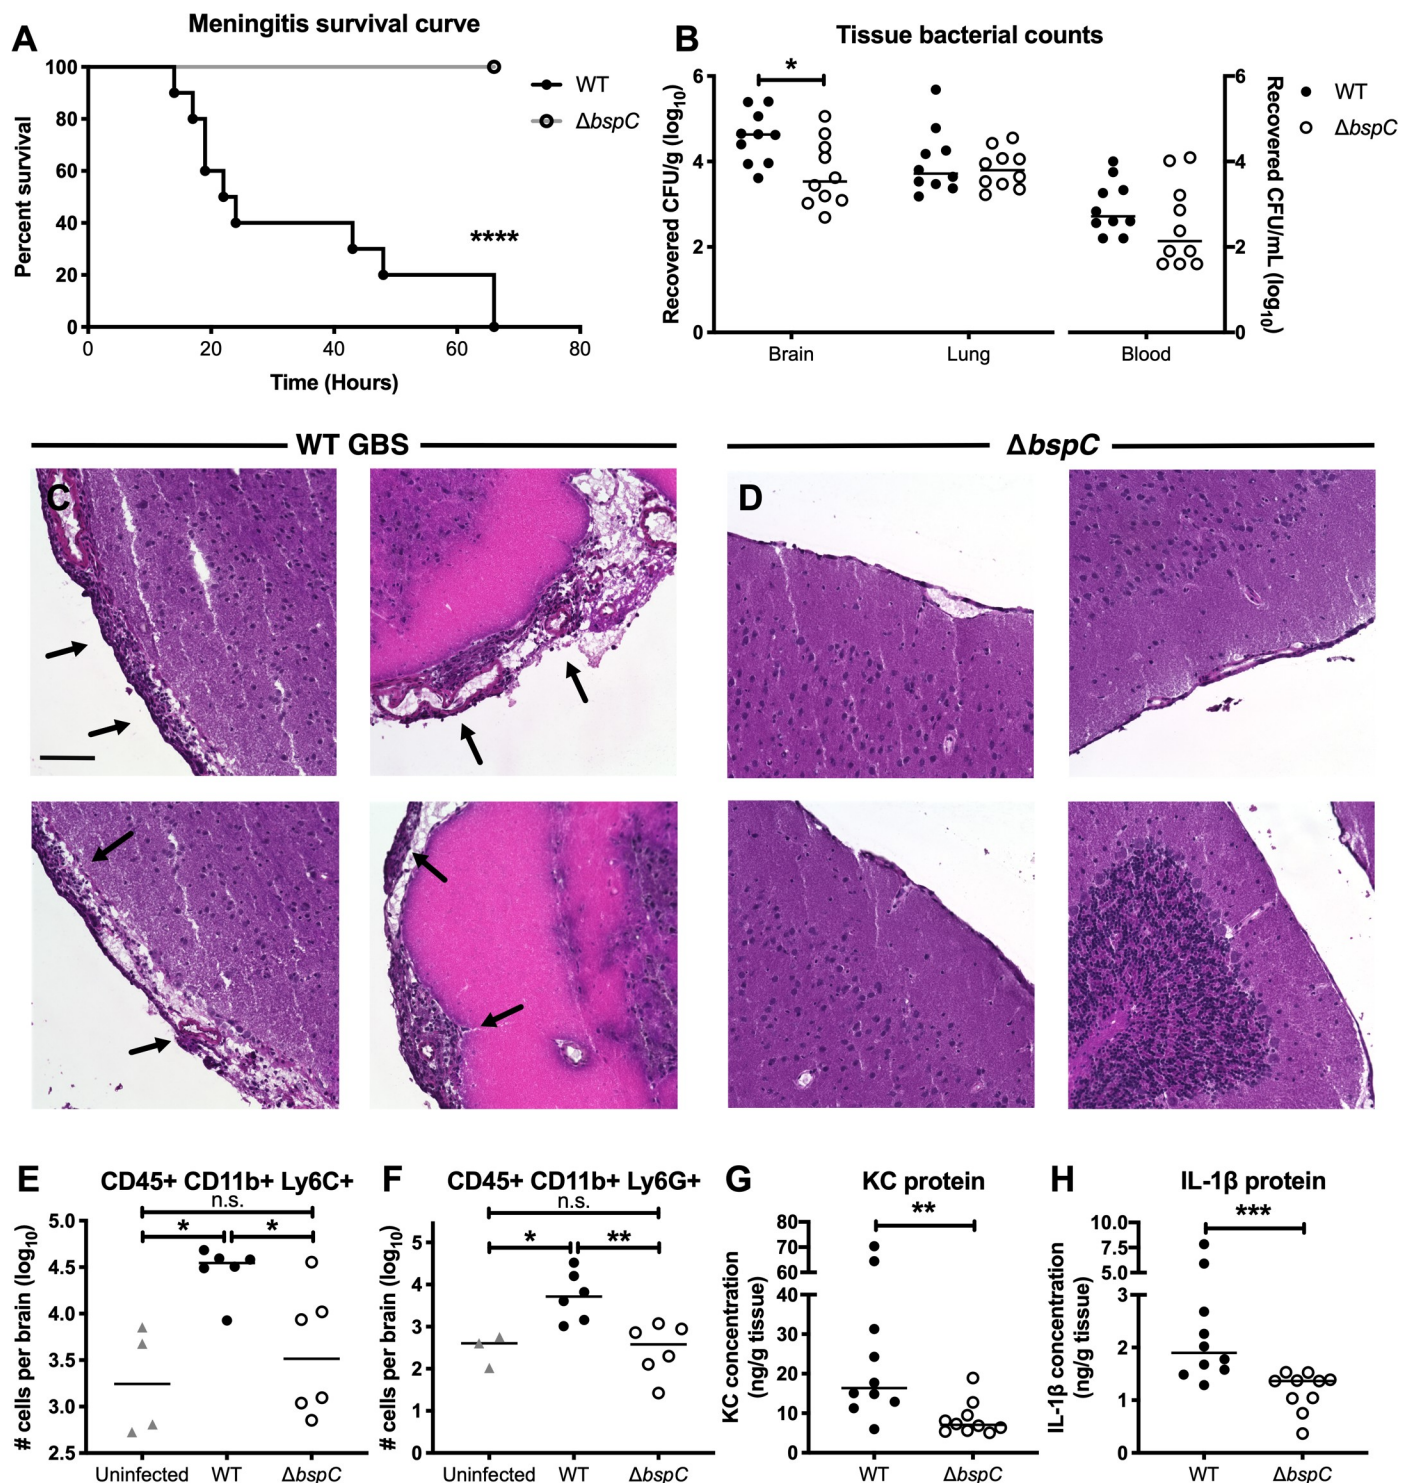 A
Meningitis survival curve
Percent survival
100
80
60
40
20
0
0 20 40 60 80
Time (Hours)
****
WT
ΔbspC
B
Tissue bacterial counts
Recovered CFU/g (log10)
6
4
2
0
*
Brain Lung Blood
6
4
2
0
Recovered CFU/mL (log10)
WT
ΔbspC
WT GBS
ΔbspC
C
D
E
CD45+ CD11b+ Ly6C+
n.s.
* *
# cells per brain (log10)
5.0
4.5
4.0
3.5
3.0
2.5
Uninfected WT ΔbspC
F
CD45+ CD11b+ Ly6G+
n.s.
* **
# cells per brain (log10)
5
4
3
2
1
0
Uninfected WT ΔbspC
G
KC protein
**
KC concentration
(ng/g tissue)
80
70
60
40
30
20
10
0
WT ΔbspC
H
IL-1β protein
***
IL-1β concentration
(ng/g tissue)
10.0
7.5
5.0
3
2
1
0
WT ΔbspC